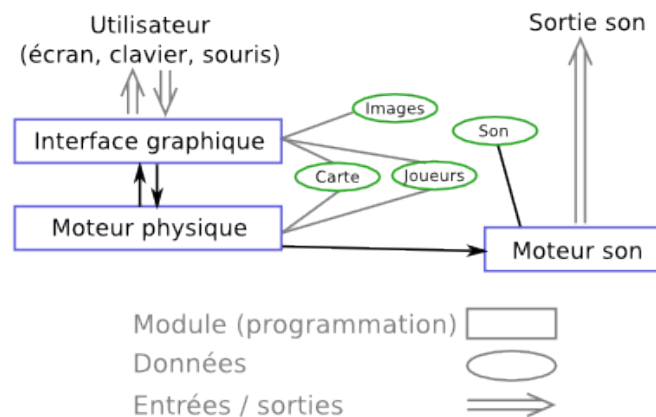 Utilisateur
(écran, clavier, souris)
Sortie son
Images
Interface graphique
Son
Carte
Joueurs
Moteur physique
Moteur son
Module (programmation)
Données
Entrées / sorties